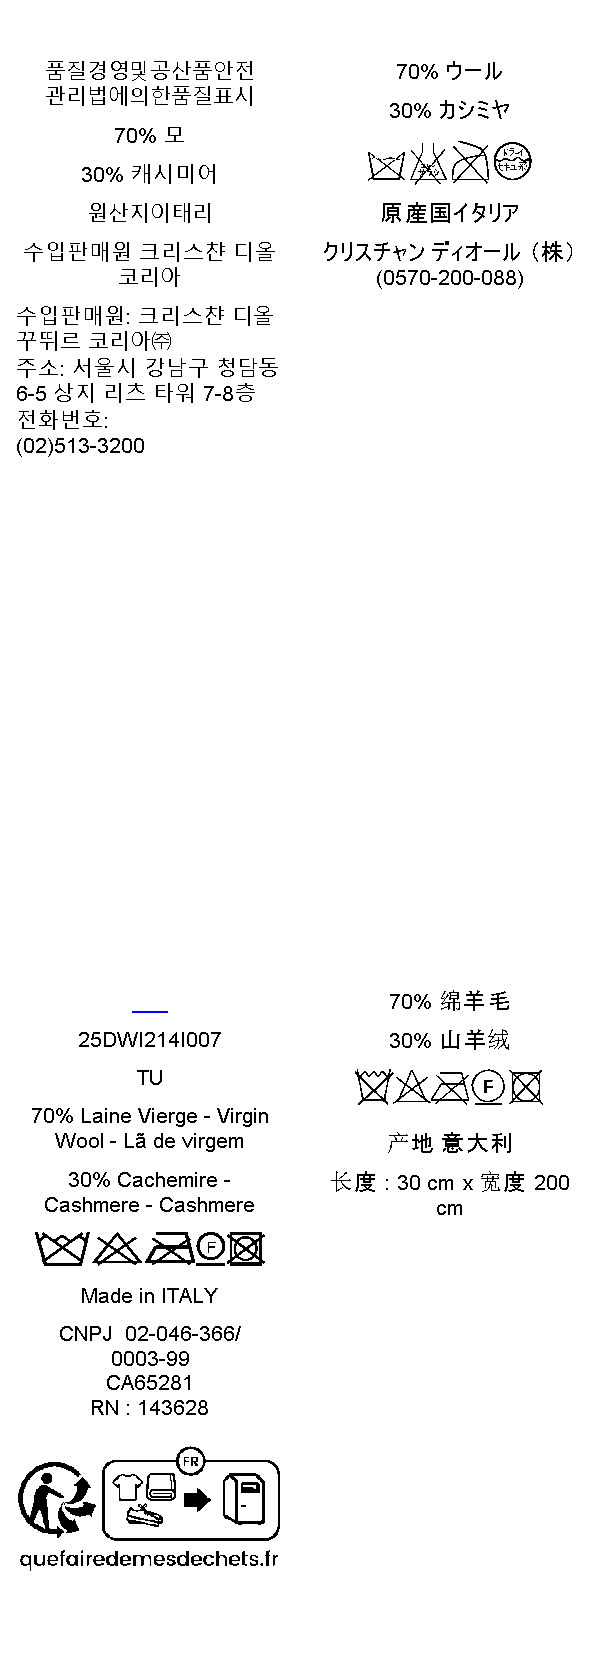 품질경영및공산품안전
관리법에의한품질표시
70% 모
30% 캐시미어
원산지이태리
수입판매원 크리스챤 디올
코리아
수입판매원: 크리스챤 디올
꾸뛰르 코리아㈜
주소: 서울시 강남구 청담동
6-5 상지 리츠 타워 7-8층
전화번호:
(02)513-3200
70% ウール
30% カシミヤ
ドライ
セキユ系
原産国イタリア
クリスチャン ディオール（株）
(0570-200-088)
25DWI214I007
TU
70% Laine Vierge - Virgin
Wool - Lã de virgem
30% Cachemire -
Cashmere - Cashmere
F
Made in ITALY
CNPJ 02-046-366/
0003-99
CA65281
RN : 143628
FR
quefairedemesdechets.fr
70% 绵羊毛
30% 山羊绒
F
产地 意大利
长度 : 30 cm x 宽度 200
cm